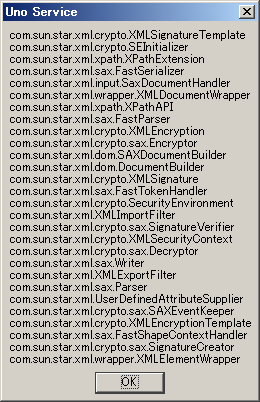 Uno Service
com.sun.star.xml.crypto.XMLSignatureTemplate
com.sun.star.xml.crypto.SEInitializer
com.sun.star.xml.xpath.XPathExtension
com.sun.star.xml.sax.FastSerializer
com.sun.star.xml.input.SaxDocumentHandler
com.sun.star.xml.wrapper.XMLDocumentWrapper
com.sun.star.xml.xpath.XPathAPI
com.sun.star.xml.sax.FastParser
com.sun.star.xml.crypto.XMLEncryption
com.sun.star.xml.crypto.sax.Encryptor
com.sun.star.xml.dom.SAXDocumentBuilder
com.sun.star.xml.dom.DocumentBuilder
com.sun.star.xml.crypto.XMLSignature
com.sun.star.xml.sax.FastTokenHandler
com.sun.star.xml.crypto.SecurityEnvironment
com.sun.star.xml.XMLImportFilter
com.sun.star.xml.crypto.sax.SignatureVerifier
com.sun.star.xml.crypto.XMLSecurityContext
com.sun.star.xml.crypto.sax.Decryptor
com.sun.star.xml.sax.Writer
com.sun.star.xml.XMLExportFilter
com.sun.star.xml.sax.Parser
com.sun.star.xml.UserDefinedAttributeSupplier
com.sun.star.xml.crypto.sax.SAXEventKeeper
com.sun.star.xml.crypto.XMLEncryptionTemplate
com.sun.star.xml.sax.FastShapeContextHandler
com.sun.star.xml.crypto.sax.SignatureCreator
com.sun.star.xml.wrapper.XMLElementWrapper
OK